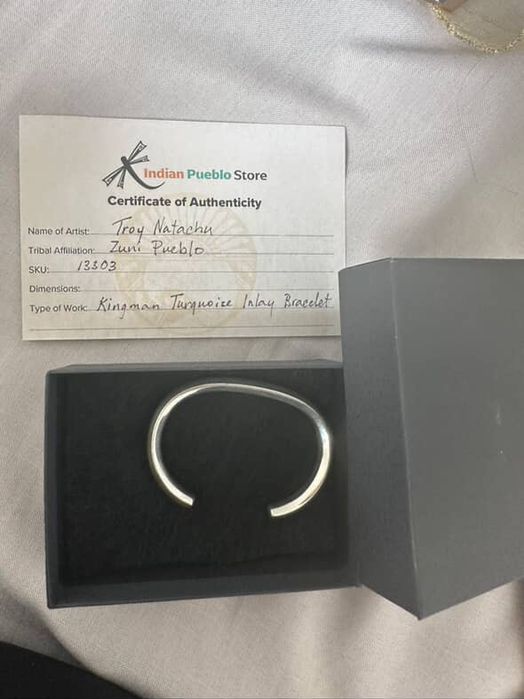 Indian Pueblo Store
Certificate of Authenticity
Name of Artist: Troy Natachu
Tribal Affiliation: Zuni Pueblo
SKU: 13303
Dimensions:
Type of Work: Kingman Turquoise Inlay Bracelet